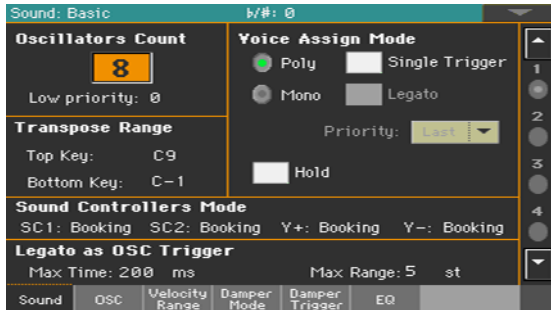 Sound: Basic b/#: 0
Oscillators Count
8
Low priority: 0
Transpose Range
Top Key: C9
Bottom Key: C-1
Voice Assign Mode
Poly Single Trigger
Mono Legato
Priority: Last
Hold
1
2
3
4
Sound Controllers Mode
SC1: Booking SC2: Booking Y+: Booking Y-: Booking
Legato as OSC Trigger
Max Time: 200 ms Max Range: 5 st
Sound OSC Velocity Range Damper Mode Damper Trigger EQ